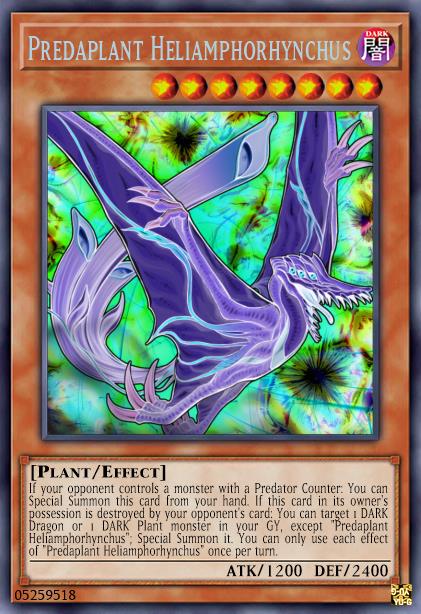 PREDAPLANT HELIAMPHORHYNCHUS
DARK
闇
[PLANT/EFFECT]
If your opponent controls a monster with a Predator Counter: You can
Special Summon this card from your hand. If this card in its owner's
possession is destroyed by your opponent's card: You can target 1 DARK
Dragon or 1 DARK Plant monster in your GY, except "Predaplant
Heliamphorhynchus"; Special Summon it. You can only use each effect
of "Predaplant Heliamphorhynchus" once per turn.
ATK/1200 DEF/2400
05259518